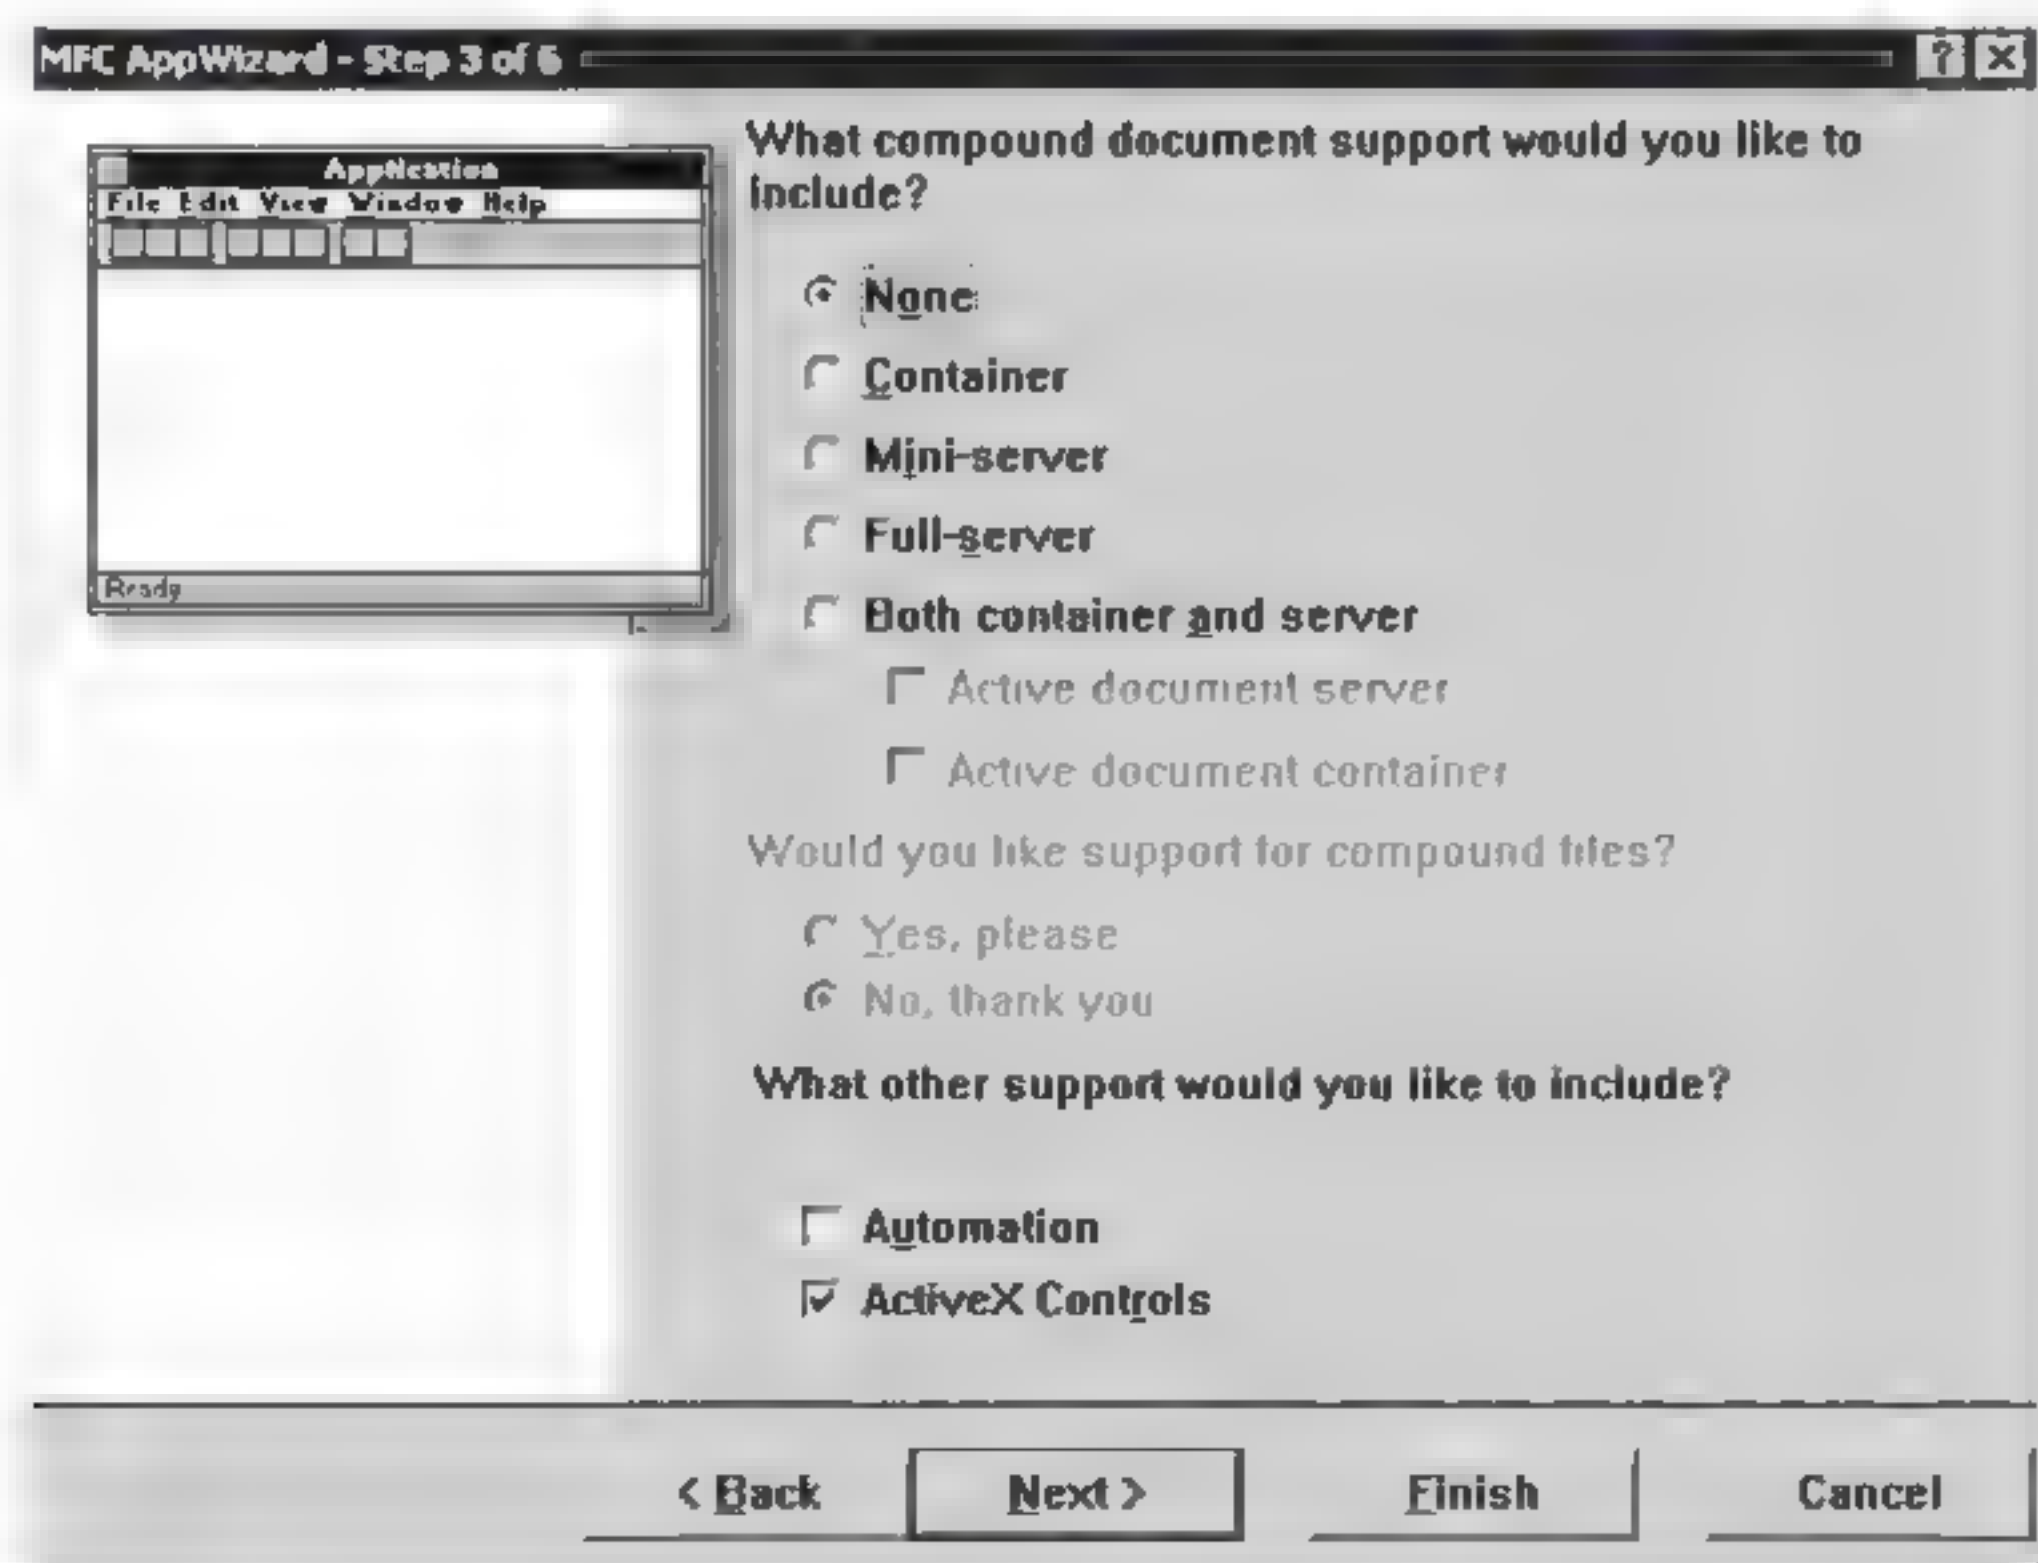 MFC AppWizard - Step 3 of 6
? X
Application
File Edit View Window Help
Ready
What compound document support would you like to
include?
None
Container
Mini-server
Full-server
Both container and server
Active document server
Active document container
Would you like support for compound files?
Yes, please
No, thank you
What other support would you like to include?
Automation
ActiveX Controls
< Back Next > Finish Cancel